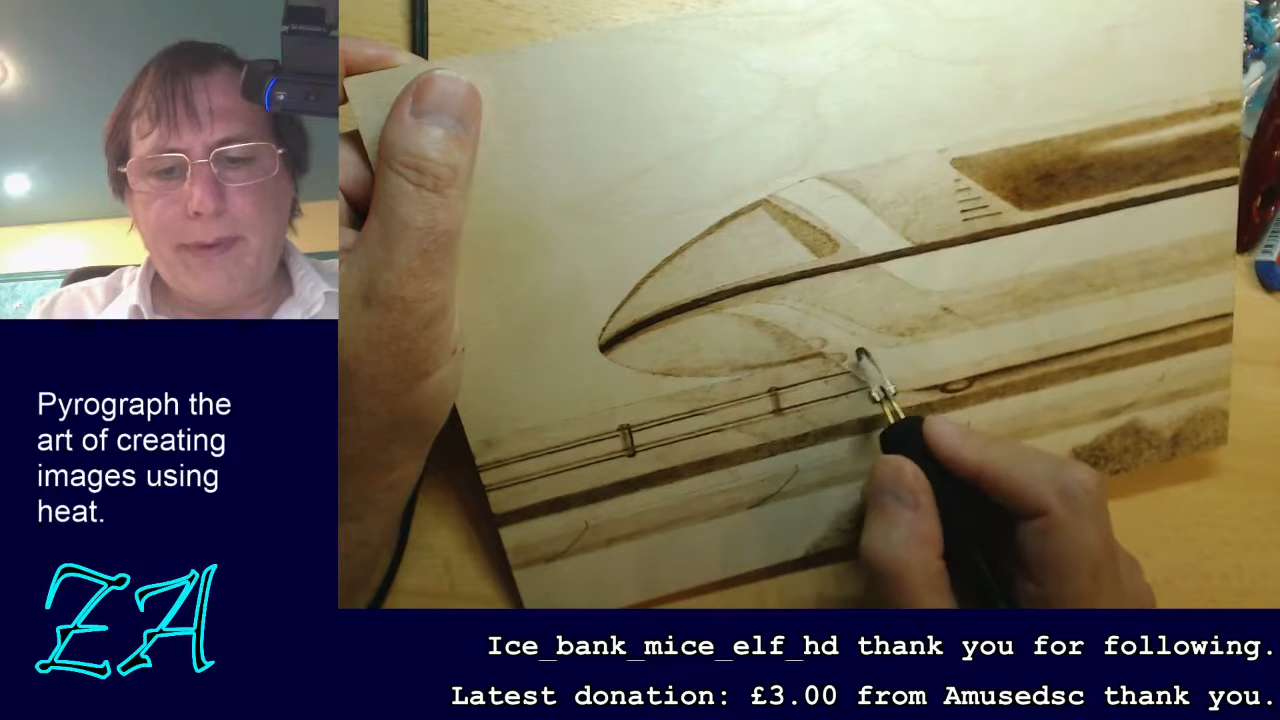 Pyrograph the
art of creating
images using
heat.
ZA
Ice_bank_mice_elf_hd thank you for following.
Latest donation: £3.00 from Amusedsc thank you.